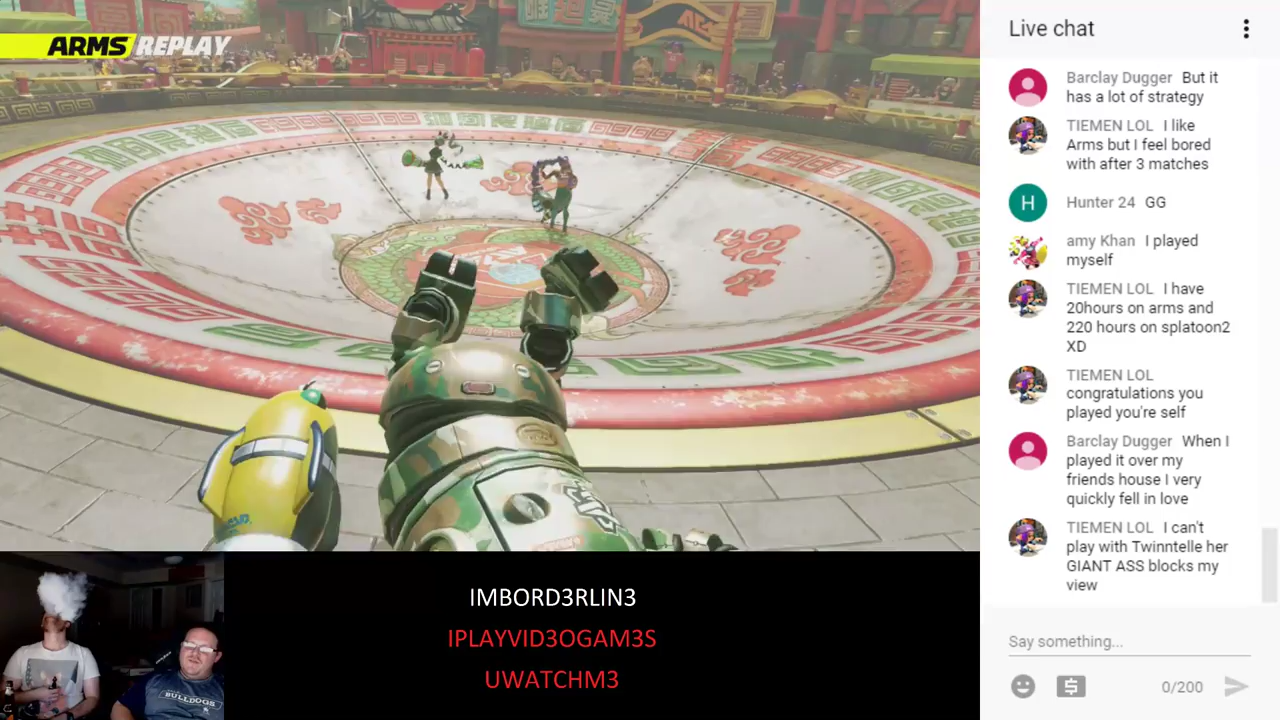 ARMS REPLAY
Live chat
Barclay Dugger But it
has a lot of strategy
TIEMEN LOL I like
Arms but I feel bored
with after 3 matches
H
Hunter 24 GG
amy Khan I played
myself
TIEMEN LOL I have
20hours on arms and
220 hours on splatoon2
XD
TIEMEN LOL
congratulations you
played you're self
Barclay Dugger When I
played it over my
friends house I very
quickly fell in love
TIEMEN LOL I can't
play with Twinntelle her
GIANT ASS blocks my
view
Say something...
0/200
IMBORD3RLIN3
IPLAYVID3OGAM3S
UWATCHM3
BULLDOGS